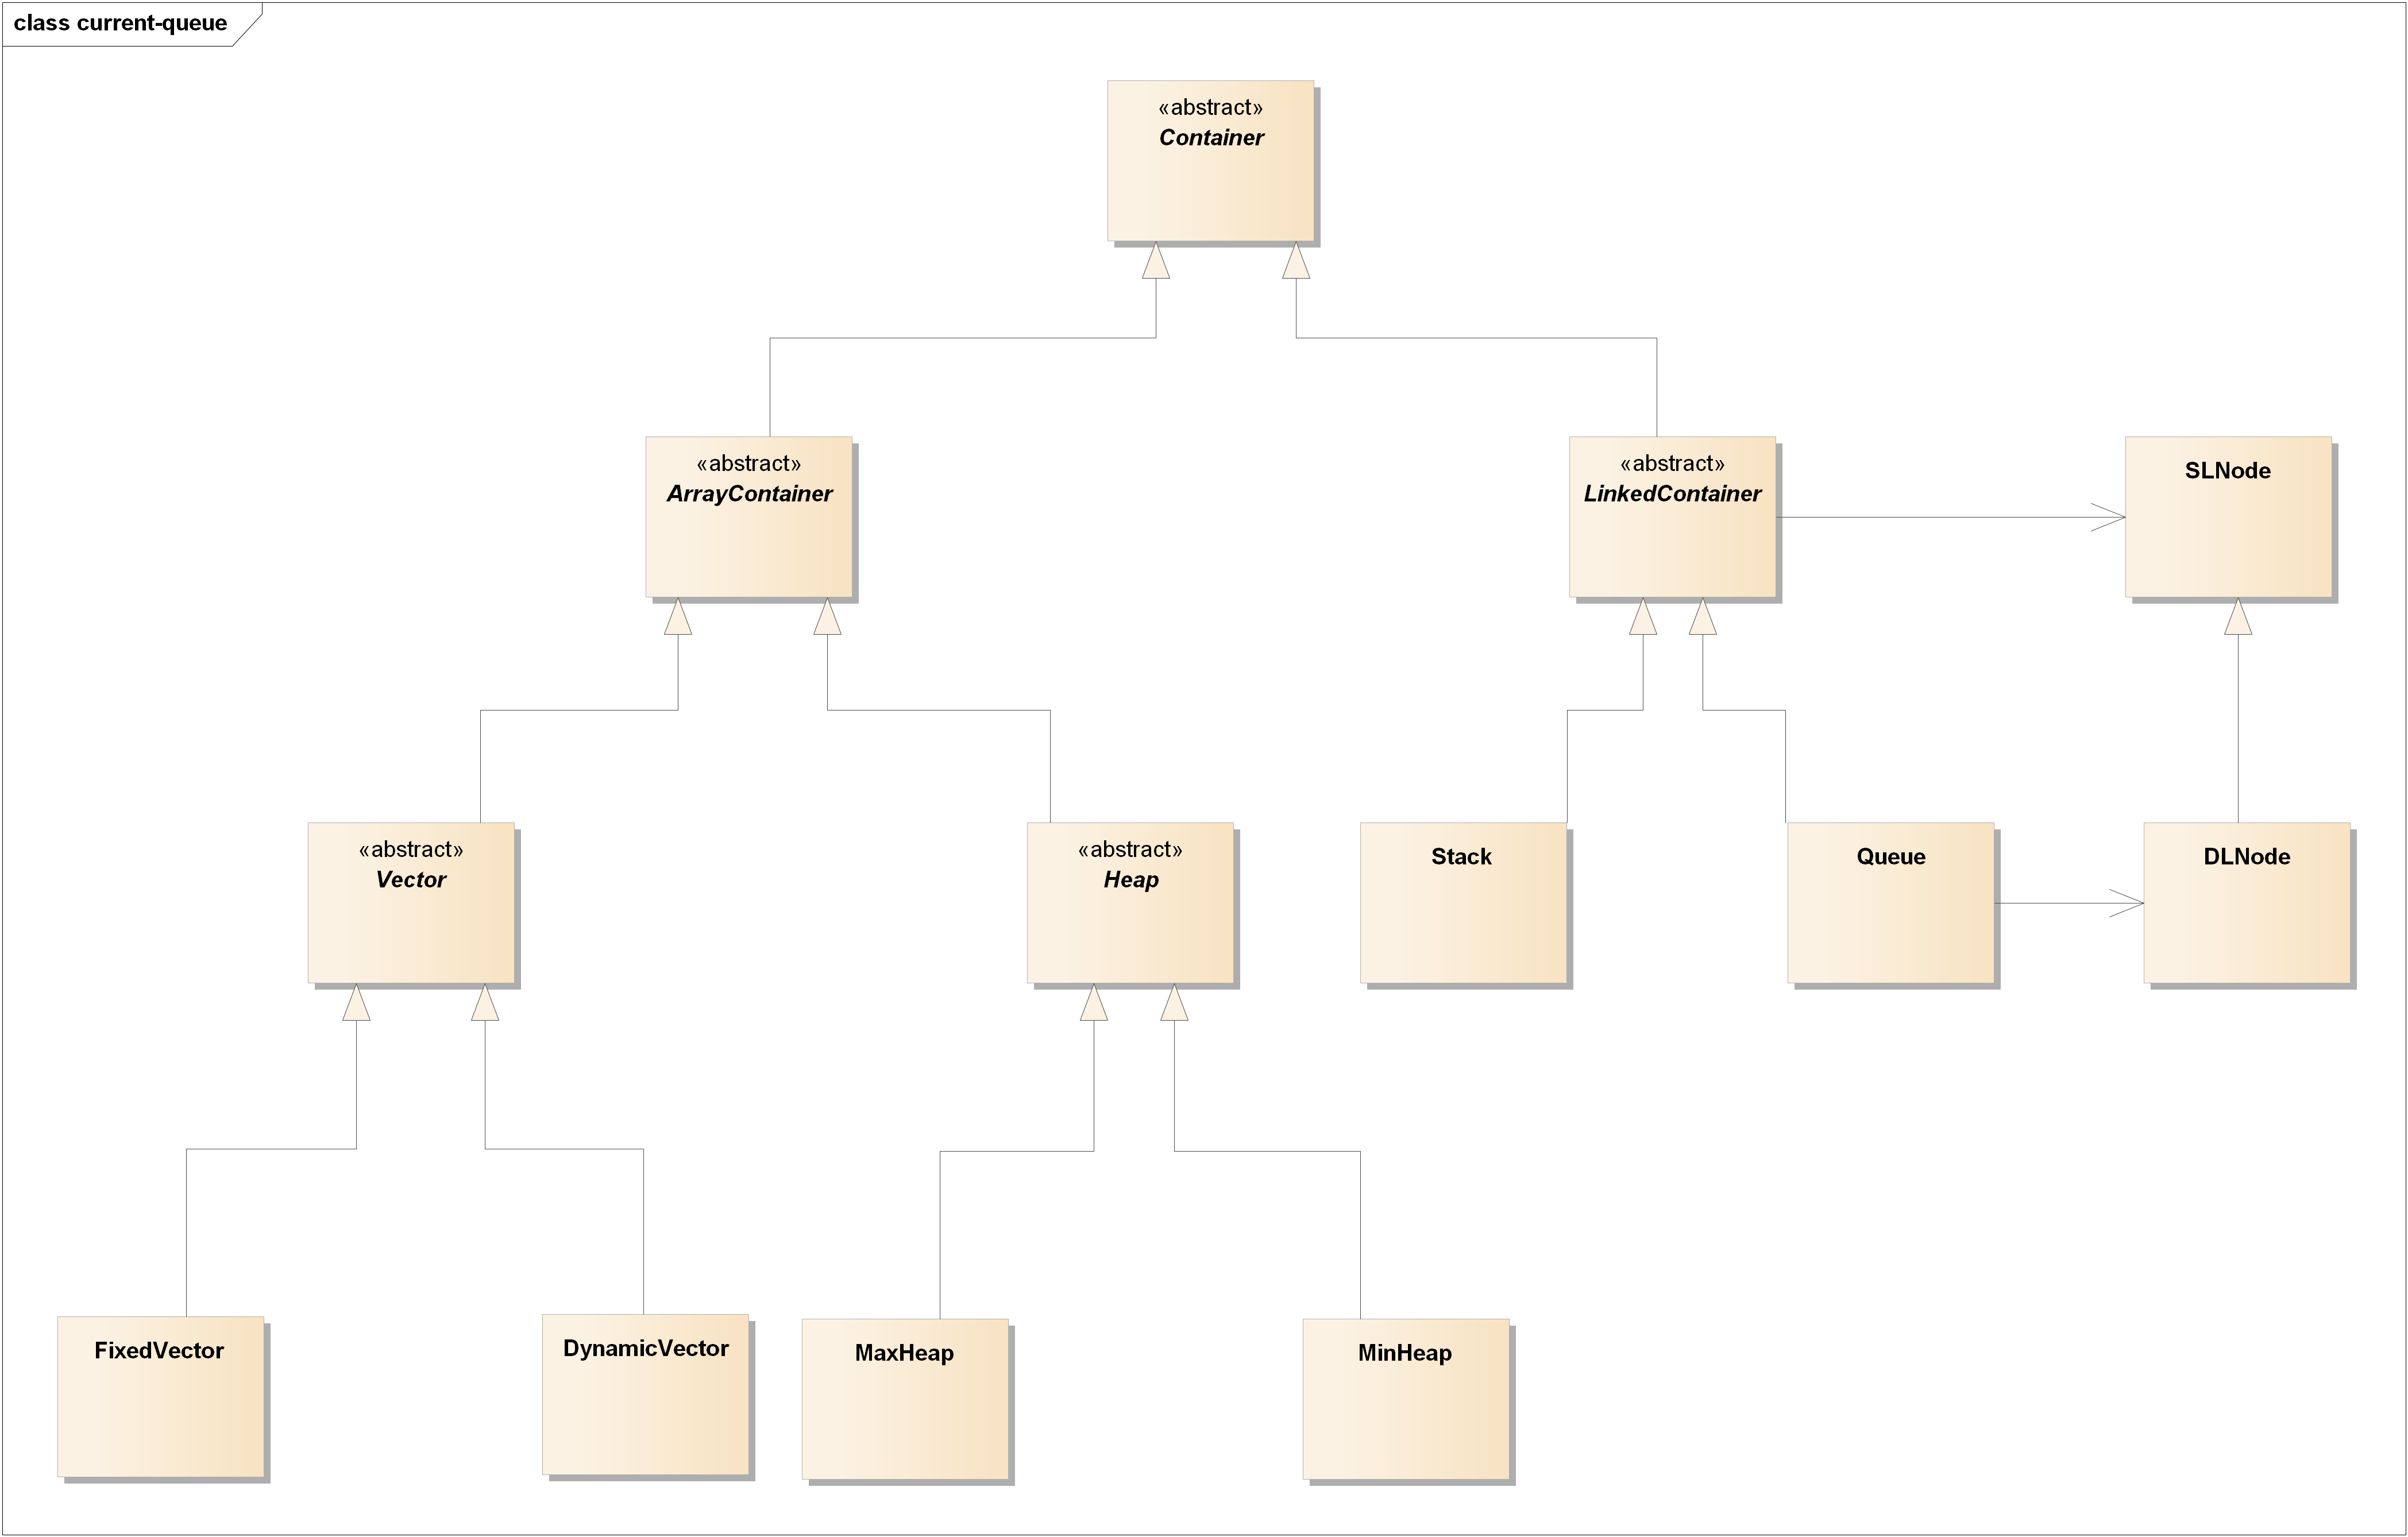 class current-queue
«abstract»
Container
«abstract»
ArrayContainer
«abstract»
LinkedContainer
SLNode
«abstract»
Vector
«abstract»
Heap
Stack
Queue
DLNode
FixedVector
DynamicVector
MaxHeap
MinHeap